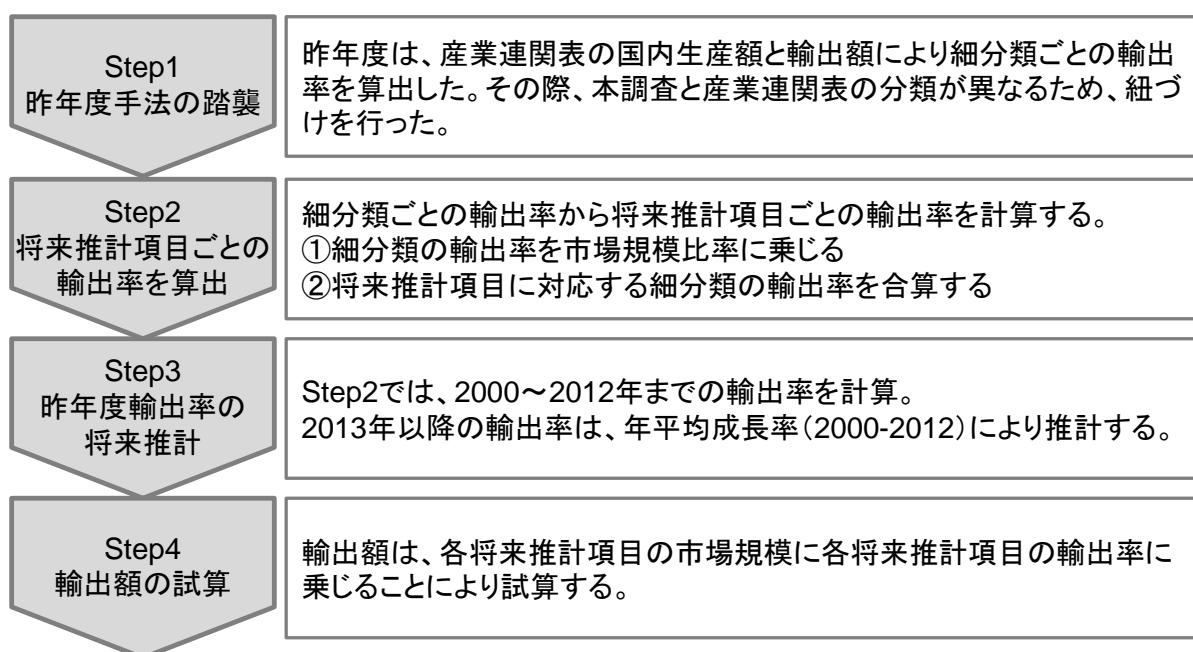 Step1
昨年度手法の踏襲
昨年度は、産業連関表の国内生産額と輸出額により細分類ごとの輸出
率を算出した。その際、本調査と産業連関表の分類が異なるため、紐づ
けを行った。
Step2
将来推計項目ごとの
輸出率を算出
細分類ごとの輸出率から将来推計項目ごとの輸出率を計算する。
①細分類の輸出率を市場規模比率に乗じる
②将来推計項目に対応する細分類の輸出率を合算する
Step3
昨年度輸出率の
将来推計
Step2では、2000～2012年までの輸出率を計算。
2013年以降の輸出率は、年平均成長率（2000-2012）により推計する。
Step4
輸出額の試算
輸出額は、各将来推計項目の市場規模に各将来推計項目の輸出率に
乗じることにより試算する。